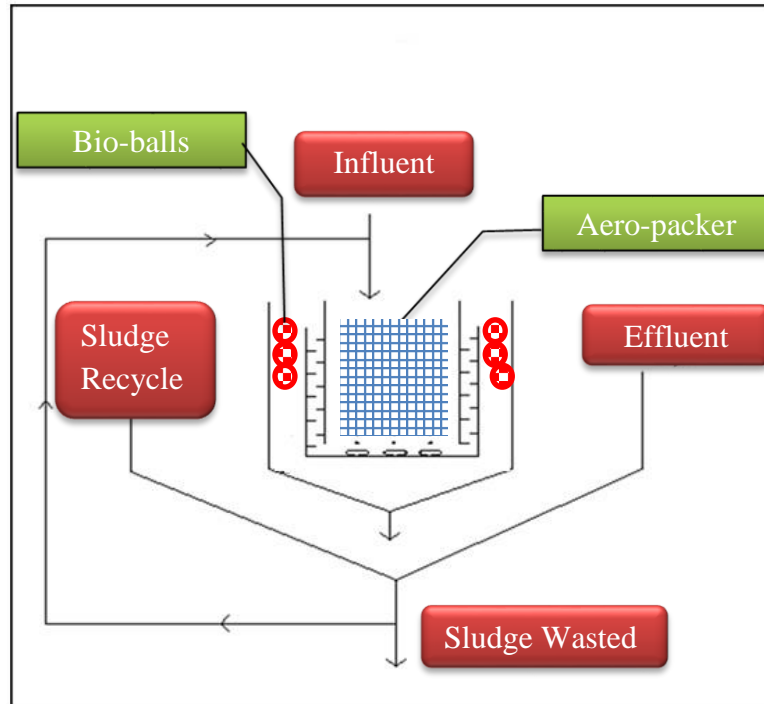 Bio-balls
Influent
Aero-packer
Sludge
Recycle
Effluent
Sludge Wasted